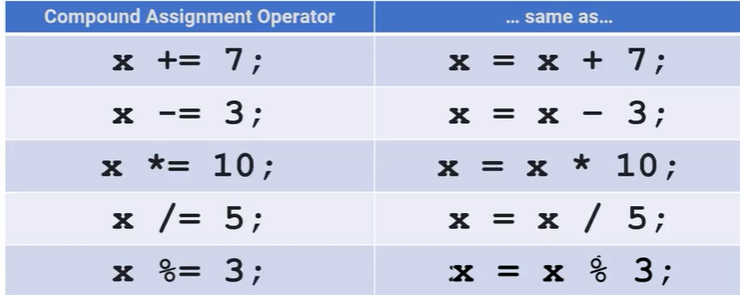 Compound Assignment Operator … same as…
x += 7; x = x + 7;
x -= 3; x = x - 3;
x *= 10; x = x * 10;
x /= 5; x = x / 5;
x %= 3; x = x % 3;